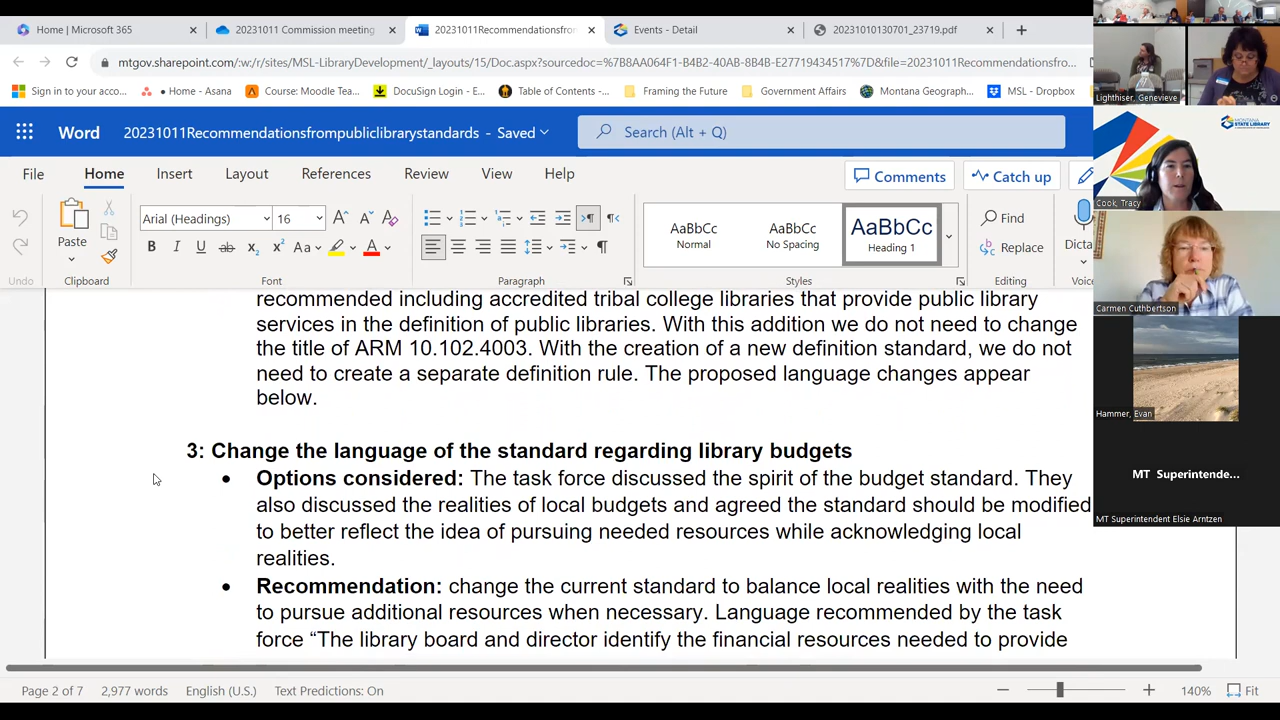 Home | Microsoft 365
20231011 Commission meeting
20231011Recommendationsfrom
Events - Detail
20231010130701_23719.pdf
mtgov.sharepoint.com/:w:/r/sites/MSL-LibraryDevelopment/_layouts/15/Doc.aspx?sourcedoc=%7B8AA064F1-B4B2-40AB-8B4B-E27719434517%7D&file=20231011Recommendationsfro...
Sign in to your acco...
Home - Asana
Course: Moodle Tea...
DocuSign Login - E...
Table of Contents -...
Framing the Future
Government Affairs
Montana Geograph...
MSL - Dropbox
Word
20231011Recommendationsfrompubliclibrarystandards - Saved
Search (Alt + Q)
File
Home
Insert
Layout
References
Review
View
Help
Comments
Catch up
Paste
Clipboard
Arial (Headings)
16
Font
Paragraph
AaBbCc
Normal
AaBbCc
No Spacing
AaBbCc
Heading 1
Styles
Find
Replace
Editing
Dicta
Voice
recommended including accredited tribal college libraries that provide public library
services in the definition of public libraries. With this addition we do not need to change
the title of ARM 10.102.4003. With the creation of a new definition standard, we do not
need to create a separate definition rule. The proposed language changes appear
below.
3: Change the language of the standard regarding library budgets
• Options considered: The task force discussed the spirit of the budget standard. They
also discussed the realities of local budgets and agreed the standard should be modified
to better reflect the idea of pursuing needed resources while acknowledging local
realities.
• Recommendation: change the current standard to balance local realities with the need
to pursue additional resources when necessary. Language recommended by the task
force “The library board and director identify the financial resources needed to provide
Page 2 of 7
2,977 words
English (U.S.)
Text Predictions: On
140%
Fit
Lighthiser, Genevieve
MONTANA
STATE LIBRARY
Cook, Tracy
Carmen Cuthbertson
Hammer, Evan
MT Superintende...
MT Superintendent Elsie Arntzen